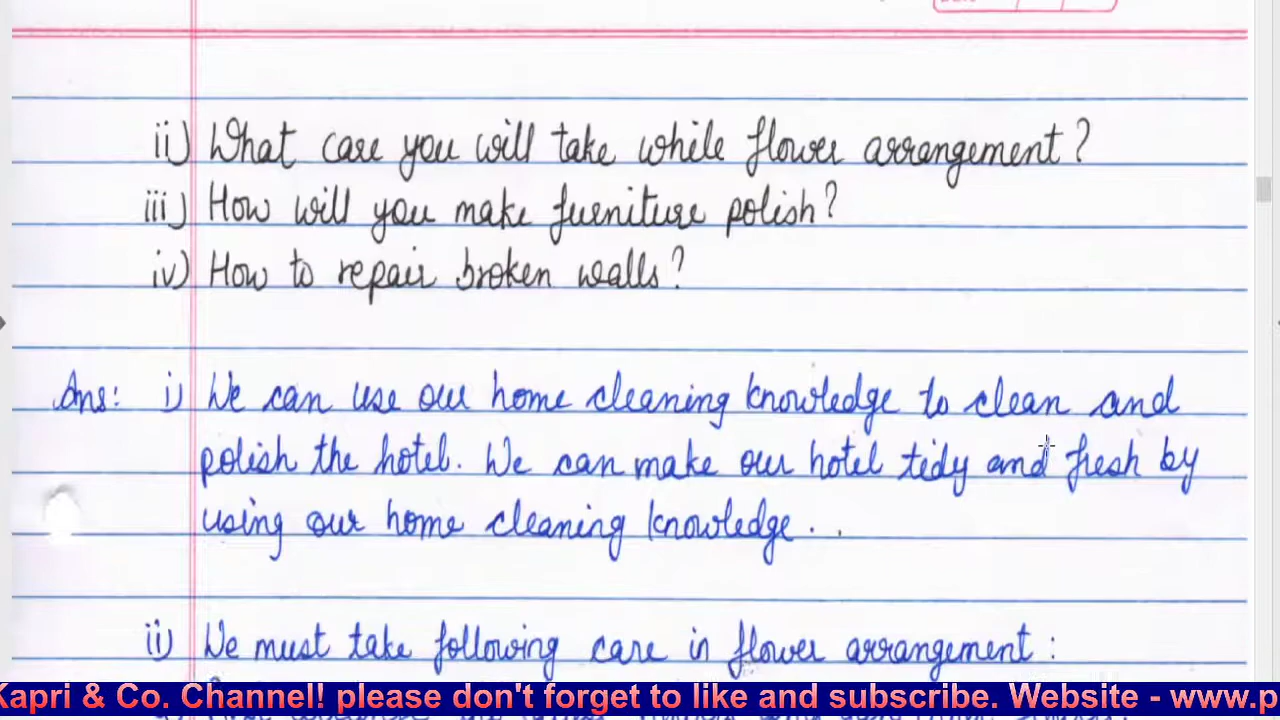 ii) What care you will take while flower arrangement?
iii) How will you make furniture polish?
iv) How to repair broken walls?
Ans: i) We can use our home cleaning knowledge to clean and
polish the hotel. We can make our hotel tidy and fresh by
using our home cleaning knowledge..
ii) We must take following care in flower arrangement:
Kapri & Co. Channel! please don't forget to like and subscribe. Website - www.p